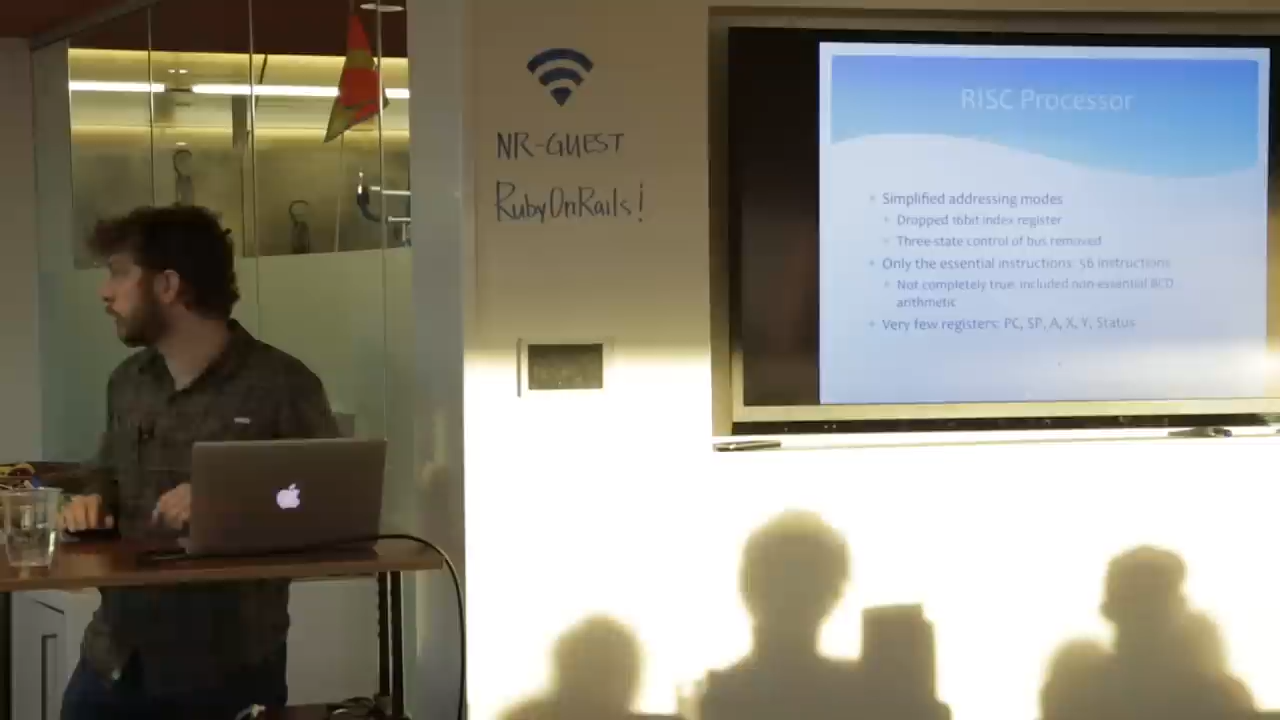 NR-GUEST
RubyOnRails!
RISC Processor
Simplified addressing modes
Dropped 16bit index register
Three-state control of bus removed
Only the essential instructions: 56 instructions
Not completely true: included non-essential BCD
arithmetic
Very few registers: PC, SP, A, X, Y, Status